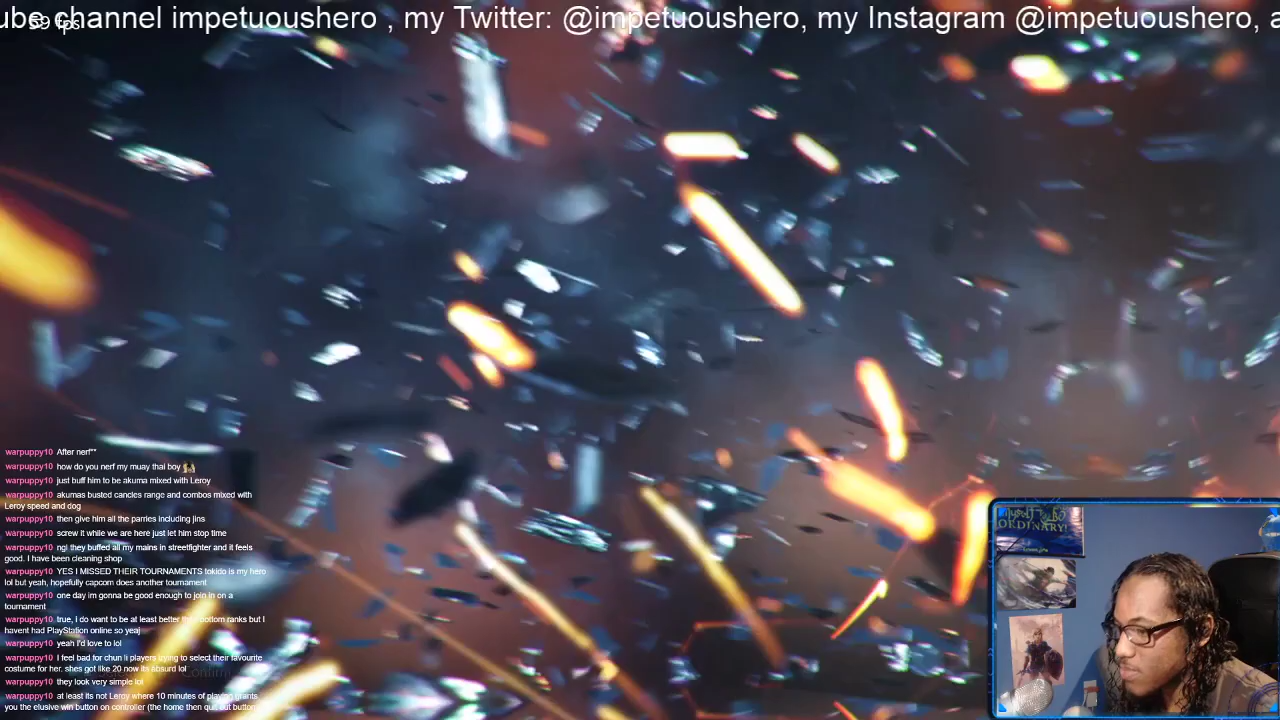 ube channel impetuoushero , my Twitter: @impetuoushero, my Instagram @impetuoushero, a
59 fps
warpuppy10 After nerf**
warpuppy10 how do you nerf my muay thai boy
warpuppy10 just buff him to be akuma mixed with Leroy
warpuppy10 akumas busted cancles range and combos mixed with
Leroy speed and dog
warpuppy10 then give him all the parries including jins
warpuppy10 screw it while we are here just let him stop time
warpuppy10 ngl they buffed all my mains in streetfighter and it feels
good. I have been cleaning shop
warpuppy10 YES I MISSED THEIR TOURNAMENTS tokido is my hero
lol but yeah, hopefully capcom does another tournament
warpuppy10 one day im gonna be good enough to join in on a
tournament
warpuppy10 true, I do want to be at least better than bottom ranks but I
havent had PlayStation online so yeaj
warpuppy10 yeah I'd love to lol
warpuppy10 I feel bad for chun li players trying to select their favourite
costume for her. shes got like 20 now its absurd lol
Confirm
warpuppy10 they look very simple lol
warpuppy10 at least its not Leroy where 10 minutes of playing grants
you the elusive win button on controller (the home then quit out button
ORDINARY!